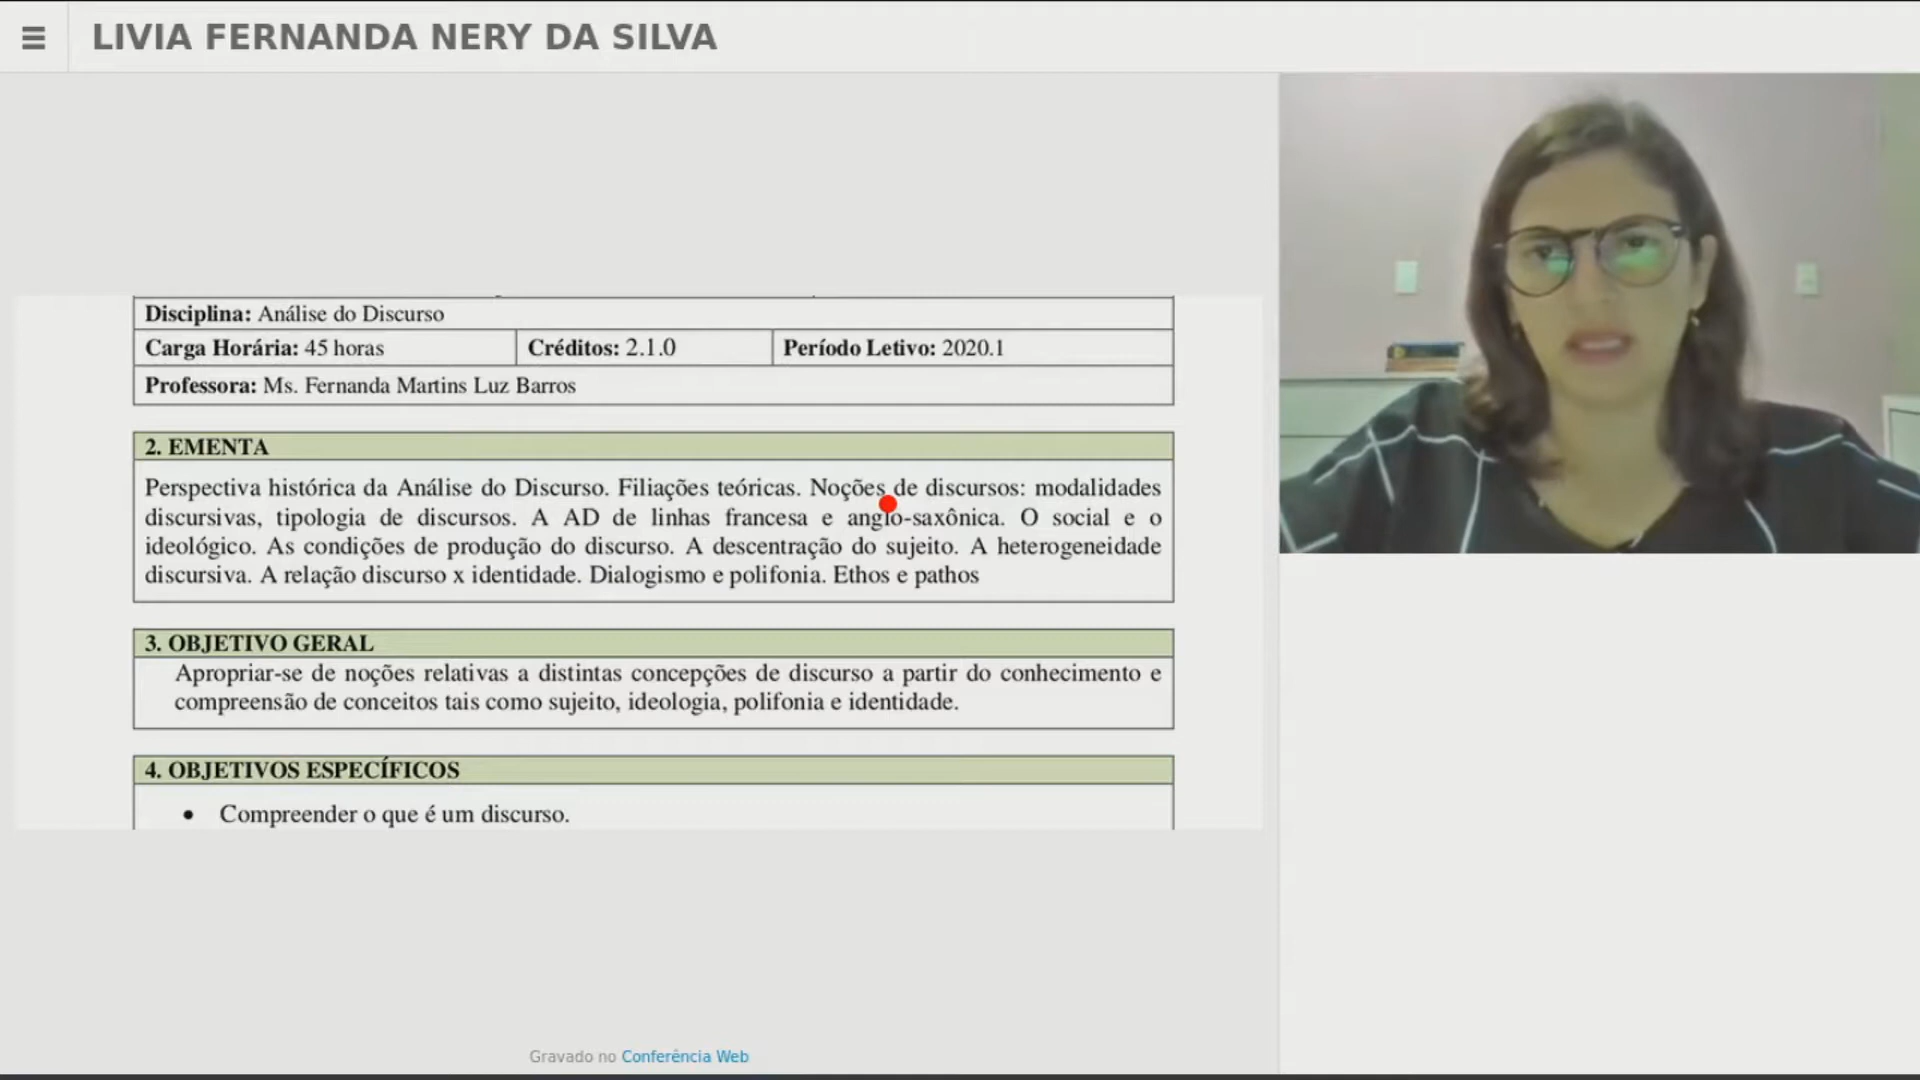 LIVIA FERNANDA NERY DA SILVA
Disciplina: Análise do Discurso
Carga Horária: 45 horas Créditos: 2.1.0 Período Letivo: 2020.1
Professora: Ms. Fernanda Martins Luz Barros
2. EMENTA
Perspectiva histórica da Análise do Discurso. Filiações teóricas. Noções de discursos: modalidades
discursivas, tipologia de discursos. A AD de linhas francesa e anglo-saxônica. O social e o
ideológico. As condições de produção do discurso. A descentração do sujeito. A heterogeneidade
discursiva. A relação discurso x identidade. Dialogismo e polifonia. Ethos e pathos
3. OBJETIVO GERAL
Apropriar-se de noções relativas a distintas concepções de discurso a partir do conhecimento e
compreensão de conceitos tais como sujeito, ideologia, polifonia e identidade.
4. OBJETIVOS ESPECÍFICOS
• Compreender o que é um discurso.
Gravado no Conferência Web